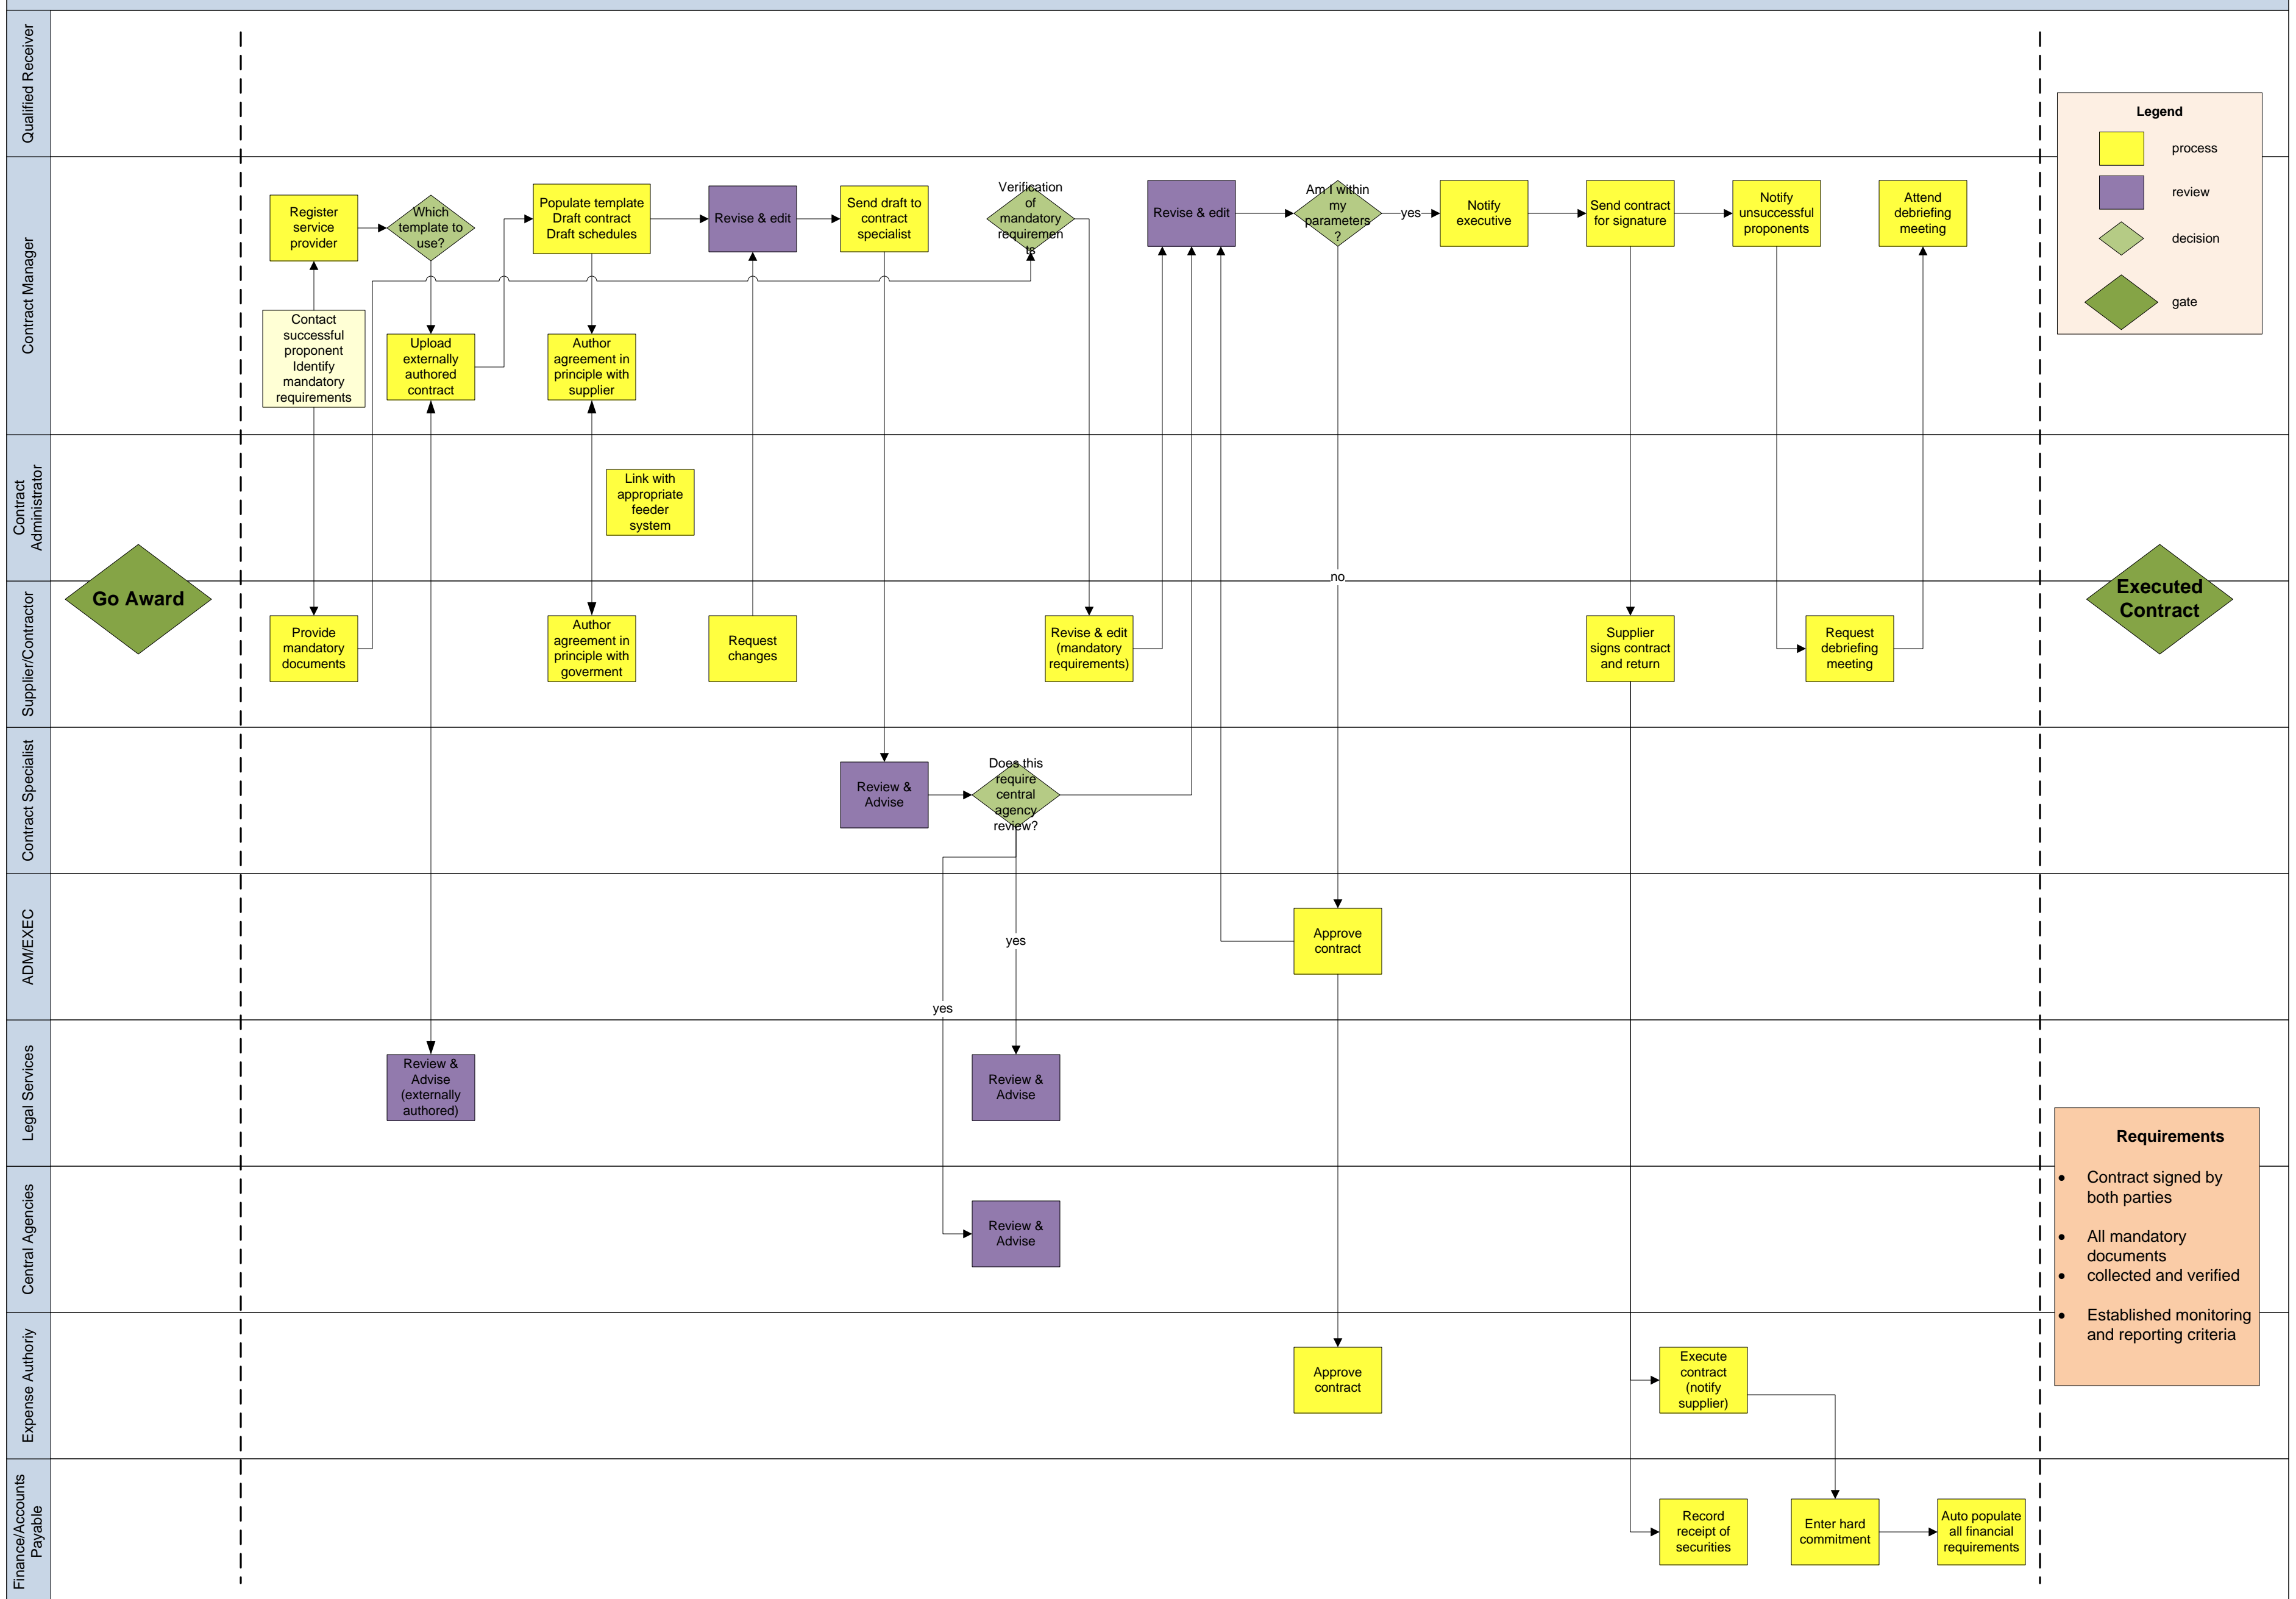 Qualified Receiver
Legend
process
review
decision
gate
Contract Manager
Register
service
provider
Which
template to
use?
Populate template
Draft contract
Draft schedules
Revise & edit
Send draft to
contract
specialist
Verification
of
mandatory
requiremen
ts
Revise & edit
Am I within
my
parameters
?
yes
Notify
executive
Send contract
for signature
Notify
unsuccessful
proponents
Attend
debriefing
meeting
Contact
successful
proponent
Identify
mandatory
requirements
Upload
externally
authored
contract
Author
agreement in
principle with
supplier
Contract
Administrator
Link with
appropriate
feeder
system
no
Go Award
Executed
Contract
Supplier/Contractor
Provide
mandatory
documents
Author
agreement in
principle with
goverment
Request
changes
Revise & edit
(mandatory
requirements)
Supplier
signs contract
and return
Request
debriefing
meeting
Contract Specialist
Review &
Advise
Does this
require
central
agency
review?
ADM/EXEC
yes
yes
Approve
contract
Legal Services
Review &
Advise
(externally
authored)
Review &
Advise
Requirements
• Contract signed by
both parties
• All mandatory
documents
• collected and verified
• Established monitoring
and reporting criteria
Central Agencies
Review &
Advise
Expense Authoriy
Approve
contract
Execute
contract
(notify
supplier)
Finance/Accounts
Payable
Record
receipt of
securities
Enter hard
commitment
Auto populate
all financial
requirements